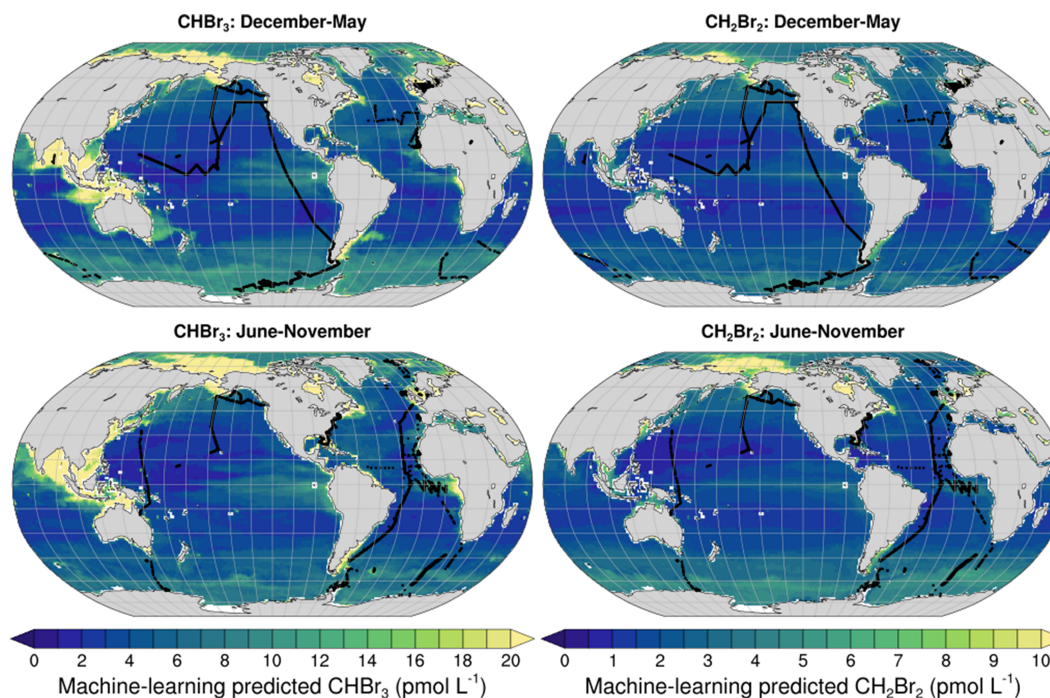 CHBr₃: December-May
CH₂Br₂: December-May
CHBr₃: June-November
CH₂Br₂: June-November
0 2 4 6 8 10 12 14 16 18 20
Machine-learning predicted CHBr₃ (pmol L⁻¹)
0 1 2 3 4 5 6 7 8 9 10
Machine-learning predicted CH₂Br₂ (pmol L⁻¹)